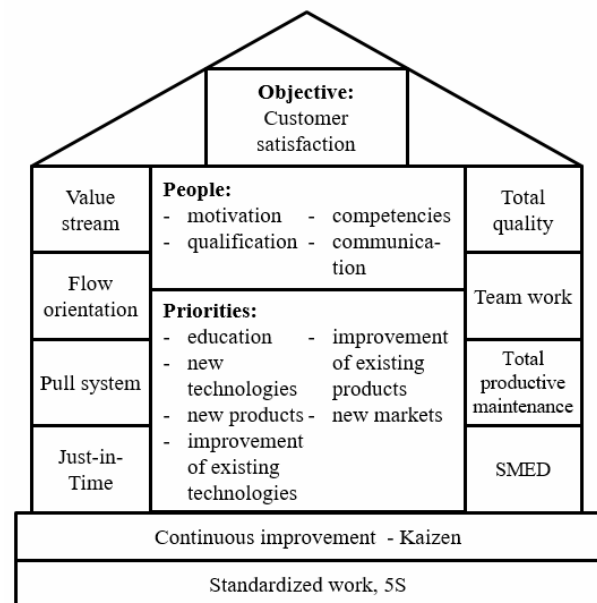 Objective:
Customer
satisfaction
Value
stream
Flow
orientation
Pull system
Just-in-
Time
People:
- motivation - competencies
- qualification - communica-
tion
Priorities:
- education - improvement
- new of existing
technologies products
- new products - new markets
- improvement
of existing
technologies
Total
quality
Team work
Total
productive
maintenance
SMED
Continuous improvement - Kaizen
Standardized work, 5S